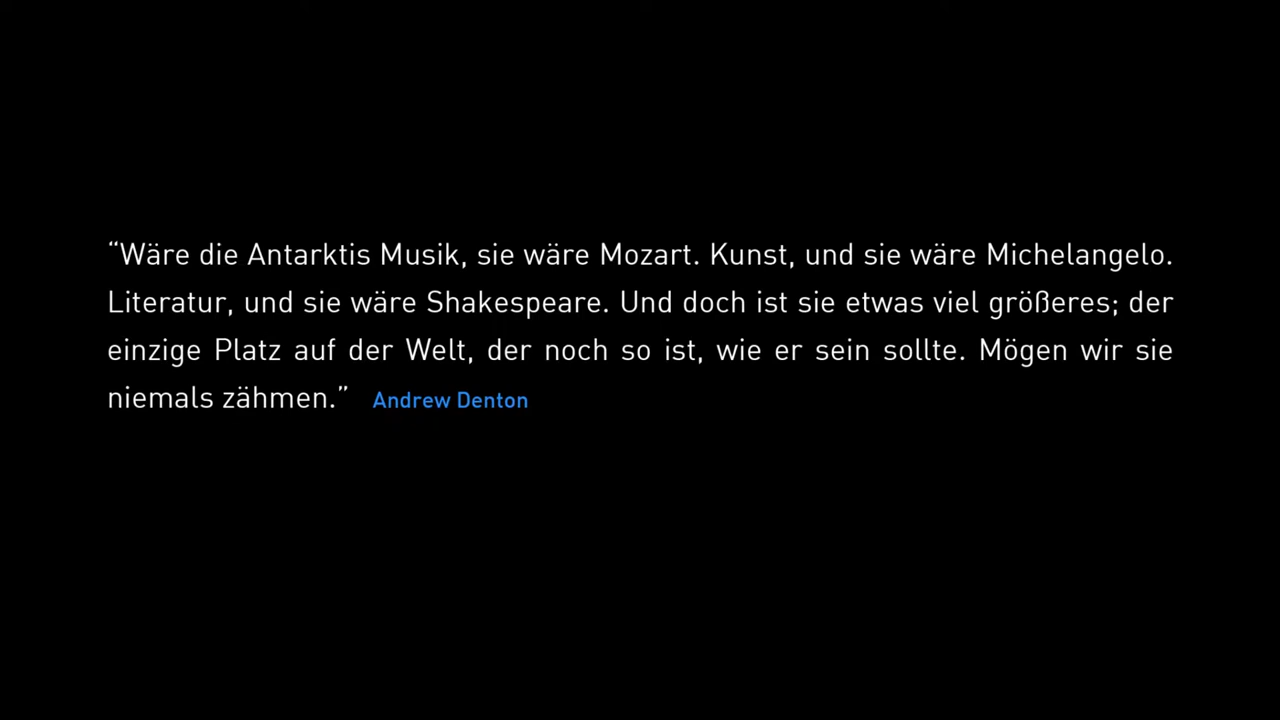 “Wäre die Antarktis Musik, sie wäre Mozart. Kunst, und sie wäre Michelangelo.
Literatur, und sie wäre Shakespeare. Und doch ist sie etwas viel größeres; der
einzige Platz auf der Welt, der noch so ist, wie er sein sollte. Mögen wir sie
niemals zähmen.” Andrew Denton